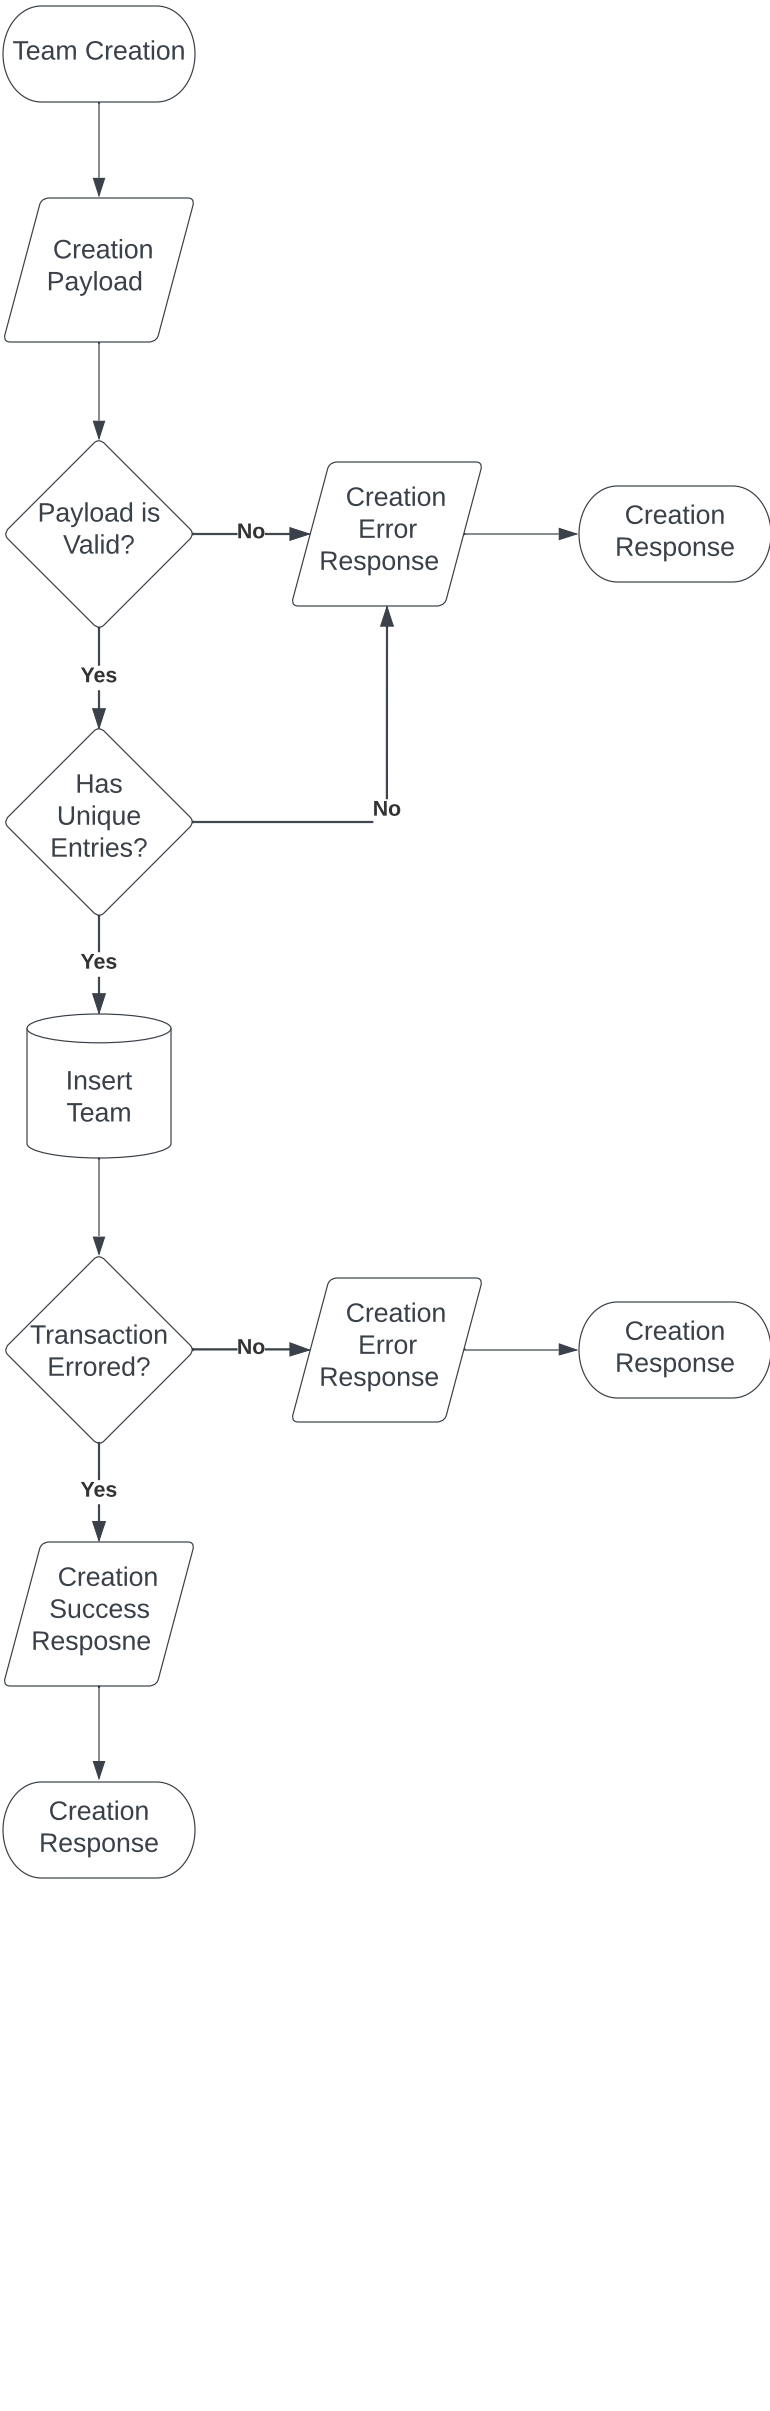 Team Creation
Creation
Payload
Payload is
Valid?
No
Creation
Error
Response
Creation
Response
Yes
Has
Unique
Entries?
No
Yes
Insert
Team
Transaction
Errored?
No
Creation
Error
Response
Creation
Response
Yes
Creation
Success
Resposne
Creation
Response